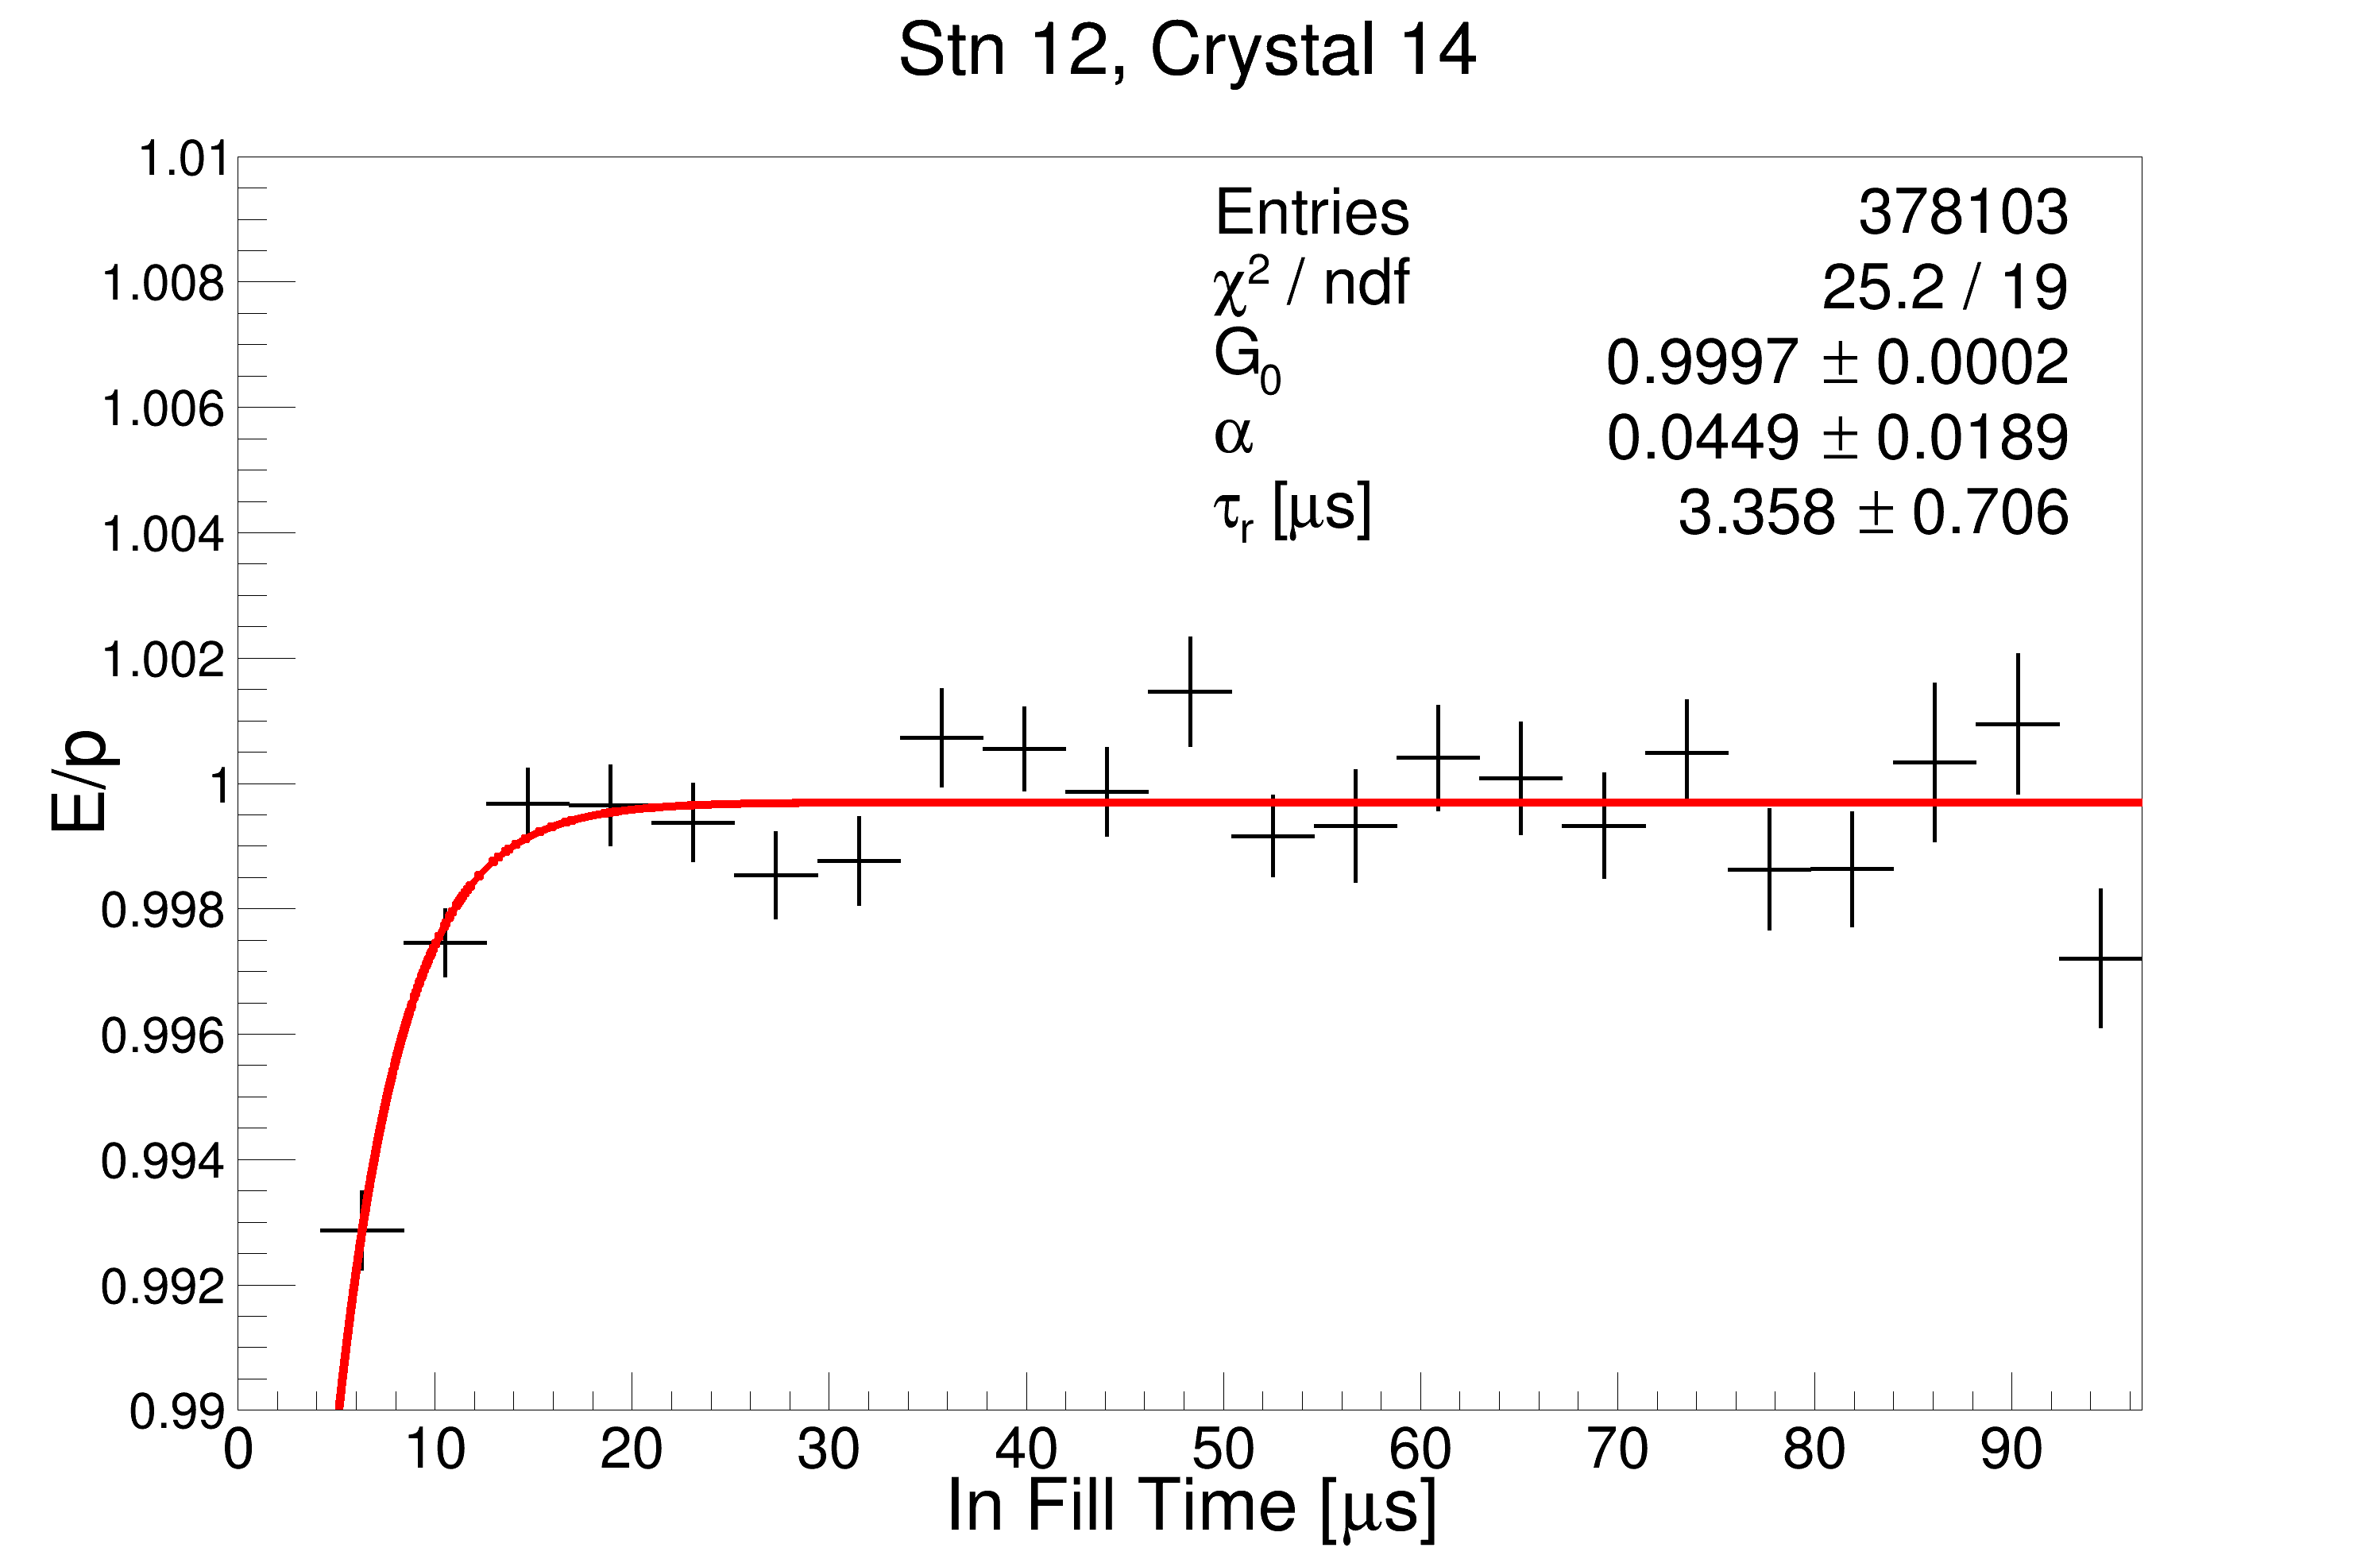 Stn 12, Crystal 14
Entries 378103
χ² / ndf 25.2 / 19
G₀ 0.9997 ± 0.0002
α 0.0449 ± 0.0189
τᵣ [μs] 3.358 ± 0.706
1.01
1.008
1.006
1.004
1.002
1
0.998
0.996
0.994
0.992
0.99
E/p
0 10 20 30 40 50 60 70 80 90
In Fill Time [μs]